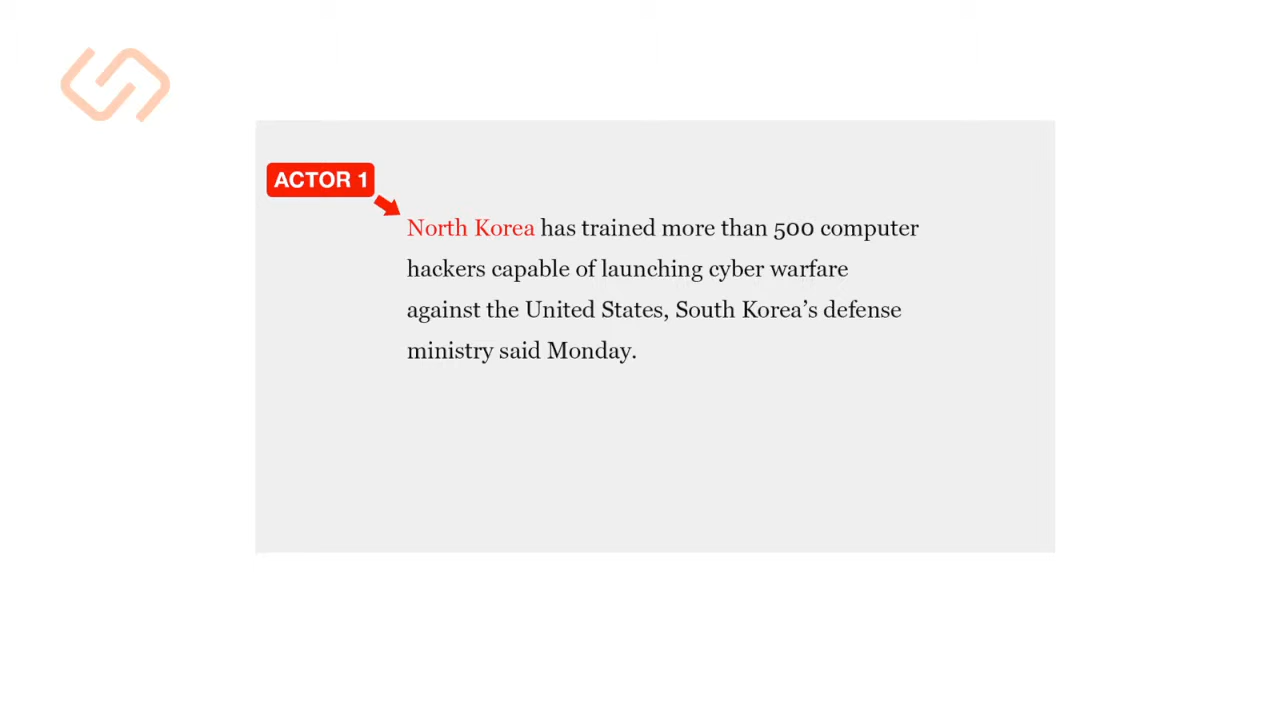 ACTOR 1
North Korea has trained more than 500 computer
hackers capable of launching cyber warfare
against the United States, South Korea’s defense
ministry said Monday.